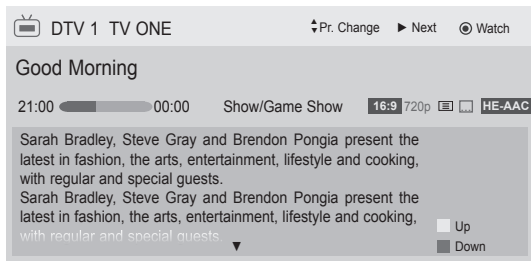 DTV 1 TV ONE Pr. Change Next Watch
Good Morning
21:00 00:00 Show/Game Show 16:9 720p HE-AAC
Sarah Bradley, Steve Gray and Brendon Pongia present the
latest in fashion, the arts, entertainment, lifestyle and cooking,
with regular and special guests.
Sarah Bradley, Steve Gray and Brendon Pongia present the
latest in fashion, the arts, entertainment, lifestyle and cooking,
with regular and special guests.
Up
Down